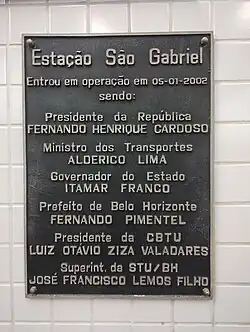 Estação São Gabriel
Entrou em operação em 05-01-2002
sendo:
Presidente da República
FERNANDO HENRIQUE CARDOSO
Ministro dos Transportes
ALDERICO LIMA
Governador do Estado
ITAMAR FRANCO
Prefeito de Belo Horizonte
FERNANDO PIMENTEL
Presidente da CBTU
LUIZ OTÁVIO ZIZA VALADARES
Superint. da STU/BH
JOSÉ FRANCISCO LEMOS FILHO